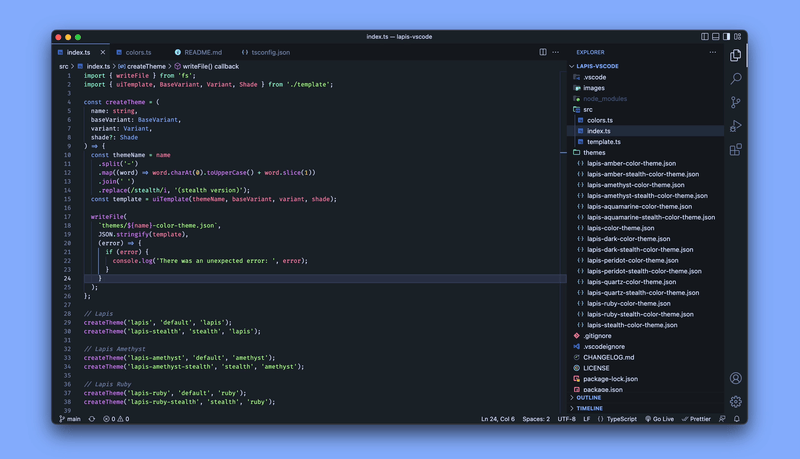 index.ts — lapis-vscode
index.ts
colors.ts
README.md
tsconfig.json
EXPLORER
src > index.ts > createTheme > writeFile() callback
1 import { writeFile } from 'fs';
2 import { uiTemplate, BaseVariant, Variant, Shade } from './template';
3
4 const createTheme = (
5 name: string,
6 baseVariant: BaseVariant,
7 variant: Variant,
8 shade?: Shade
9 ) => {
10 const themeName = name
11 .split('-')
12 .map((word) => word.charAt(0).toUpperCase() + word.slice(1))
13 .join(' ')
14 .replace(/stealth/i, '(stealth version)');
15 const template = uiTemplate(themeName, baseVariant, variant, shade);
16
17 writeFile(
18 `themes/${name}-color-theme.json`,
19 JSON.stringify(template),
20 (error) => {
21 if (error) {
22 console.log('There was an unexpected error: ', error);
23 }
24 }
25 );
26 };
27
28 // Lapis
29 createTheme('lapis', 'default', 'lapis');
30 createTheme('lapis-stealth', 'stealth', 'lapis');
31
32 // Lapis Amethyst
33 createTheme('lapis-amethyst', 'default', 'amethyst');
34 createTheme('lapis-amethyst-stealth', 'stealth', 'amethyst');
35
36 // Lapis Ruby
37 createTheme('lapis-ruby', 'default', 'ruby');
38 createTheme('lapis-ruby-stealth', 'stealth', 'ruby');
39
LAPIS-VSCODE
.vscode
images
node_modules
src
colors.ts
index.ts
template.ts
themes
lapis-amber-color-theme.json
lapis-amber-stealth-color-theme.json
lapis-amethyst-color-theme.json
lapis-amethyst-stealth-color-theme.json
lapis-aquamarine-color-theme.json
lapis-aquamarine-stealth-color-theme.json
lapis-color-theme.json
lapis-dark-color-theme.json
lapis-dark-stealth-color-theme.json
lapis-peridot-color-theme.json
lapis-peridot-stealth-color-theme.json
lapis-quartz-color-theme.json
lapis-quartz-stealth-color-theme.json
lapis-ruby-color-theme.json
lapis-ruby-stealth-color-theme.json
lapis-stealth-color-theme.json
.gitignore
.vscodeignore
CHANGELOG.md
LICENSE
package-lock.json
package.json
OUTLINE
TIMELINE
main 0 0 Ln 24, Col 6 Spaces: 2 UTF-8 LF {} TypeScript Go Live Prettier